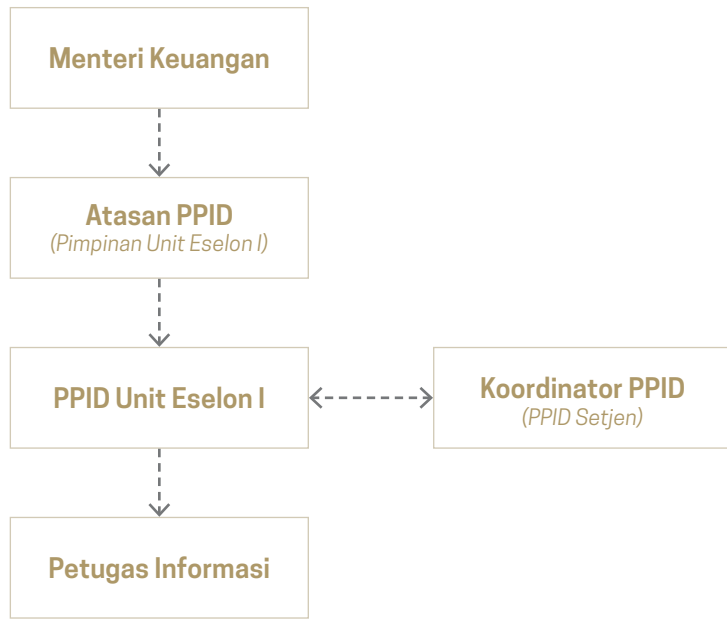 Menteri Keuangan
Atasan PPID
(Pimpinan Unit Eselon I)
PPID Unit Eselon I
Koordinator PPID
(PPID Setjen)
Petugas Informasi